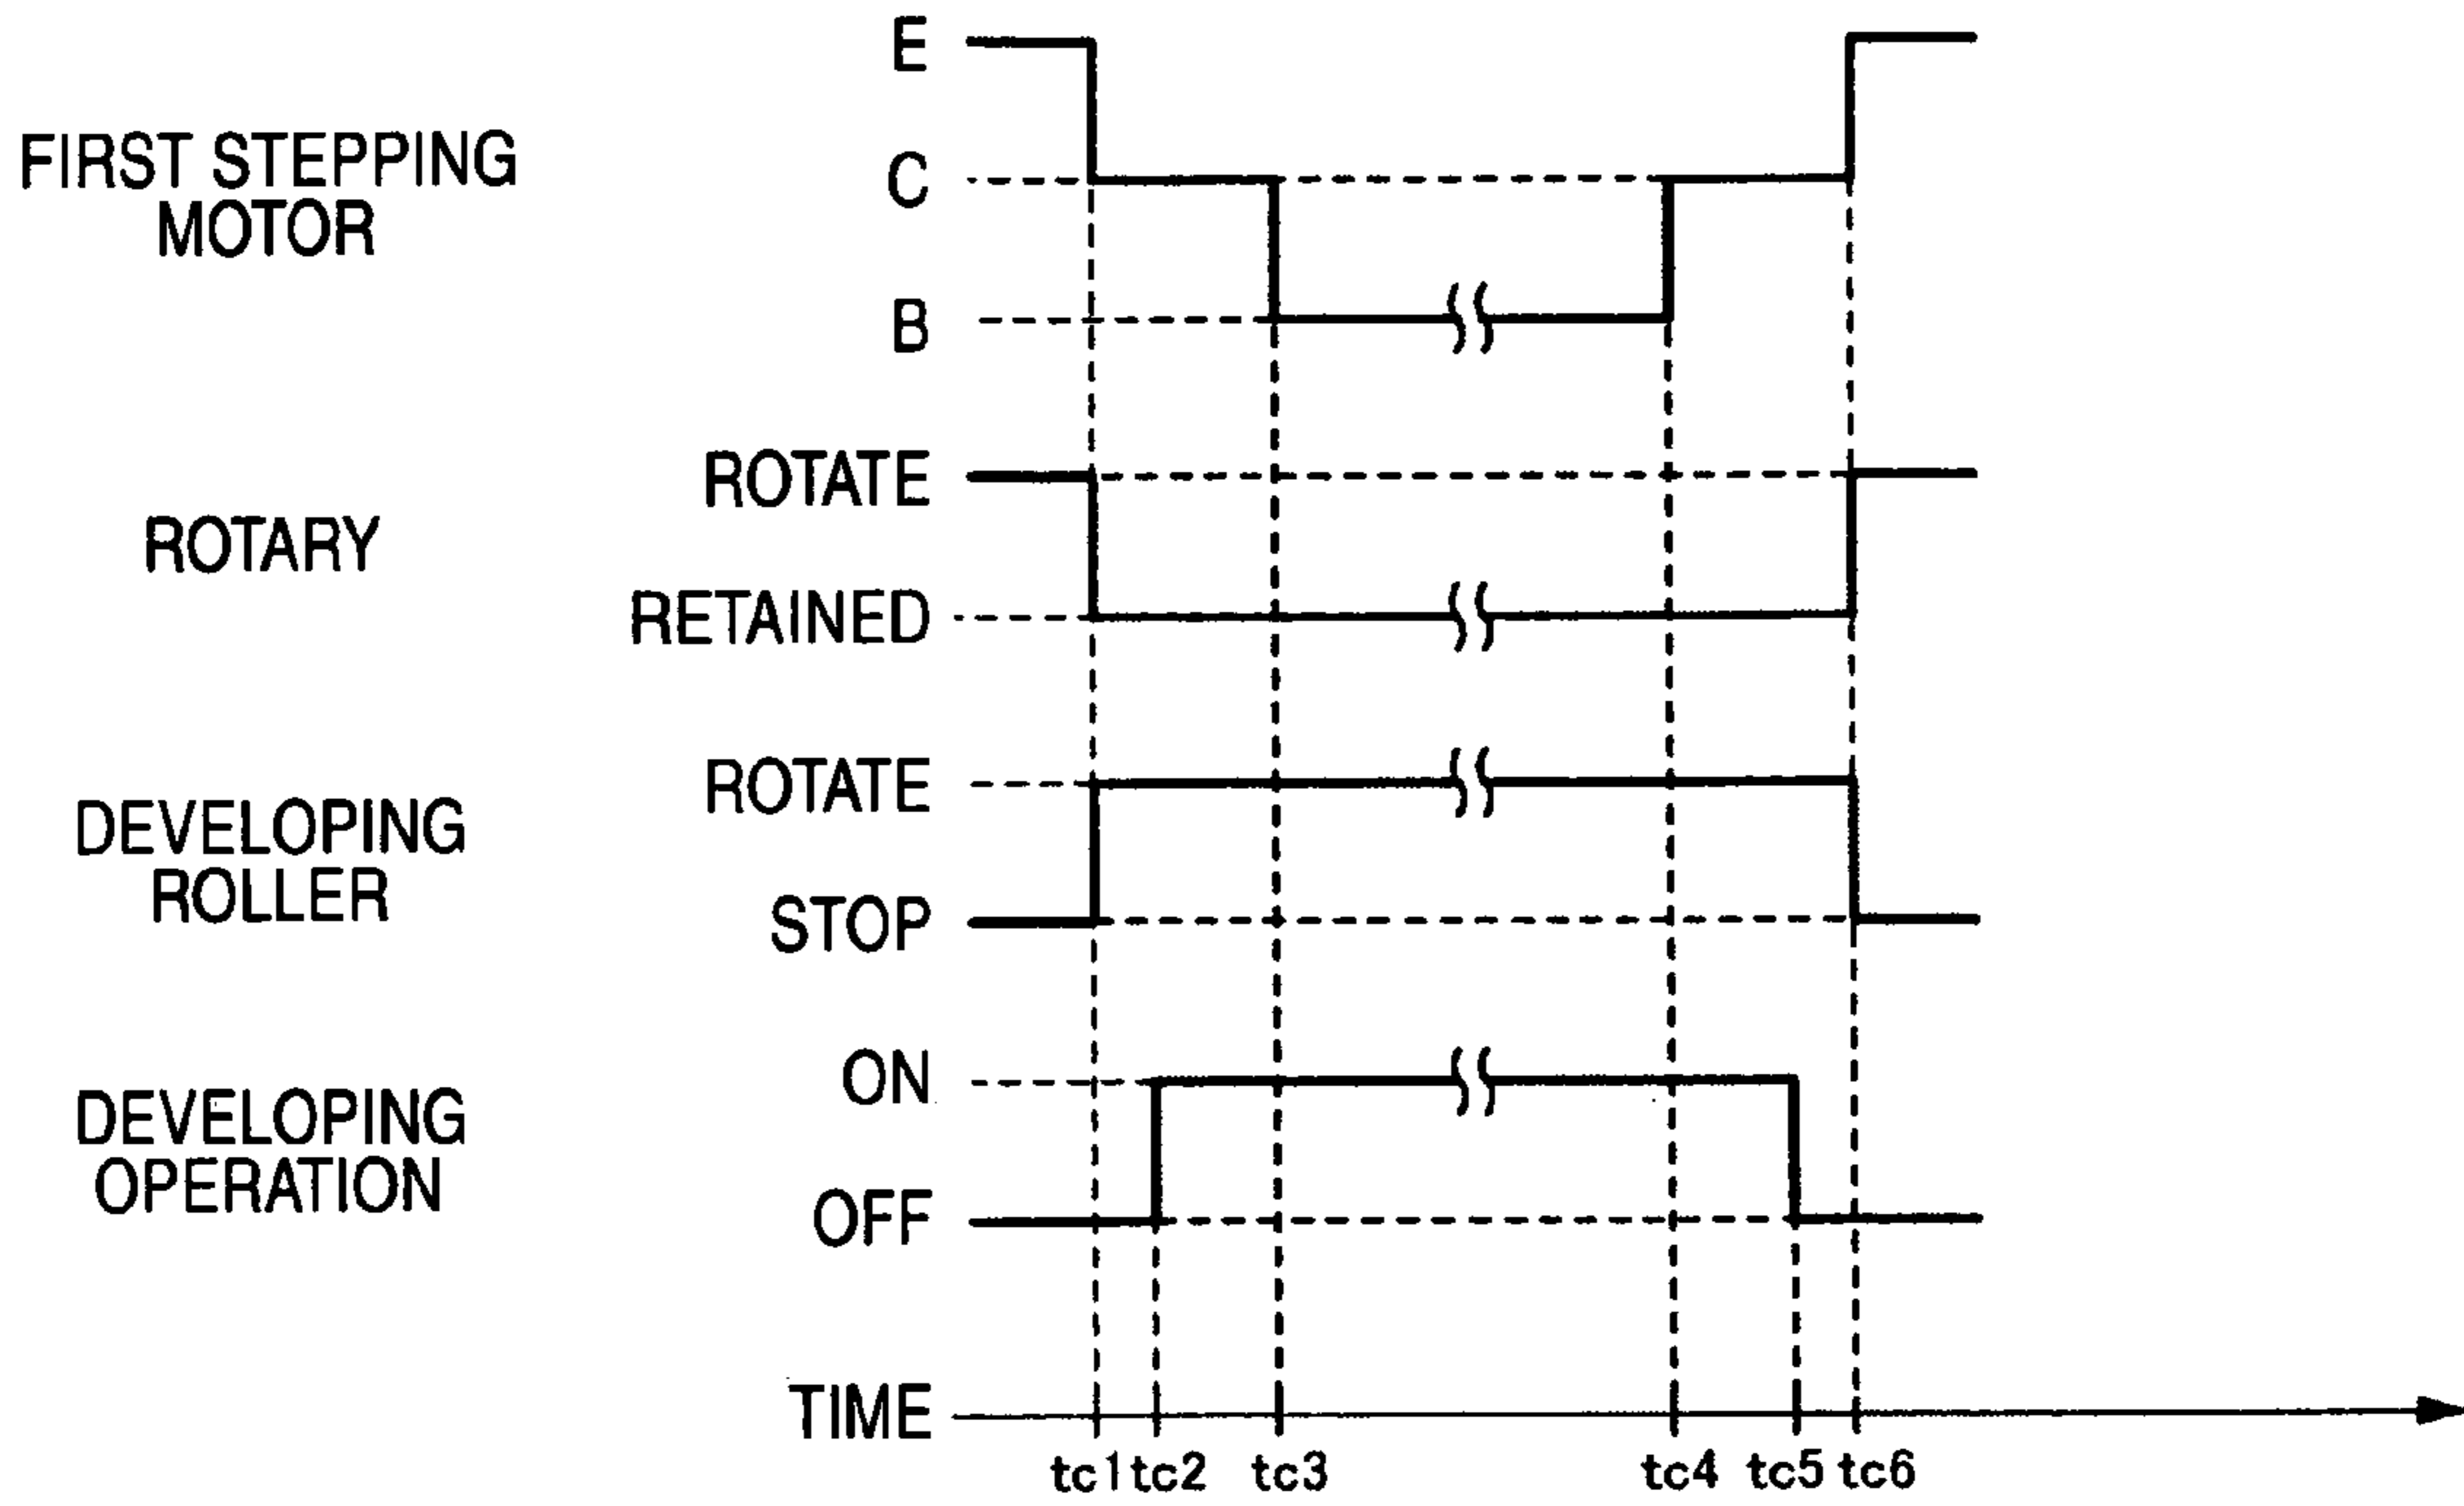 E
FIRST STEPPING
MOTOR
C
B
ROTARY
ROTATE
RETAINED
DEVELOPING
ROLLER
ROTATE
STOP
DEVELOPING
OPERATION
ON
OFF
TIME
tc1 tc2 tc3 tc4 tc5 tc6